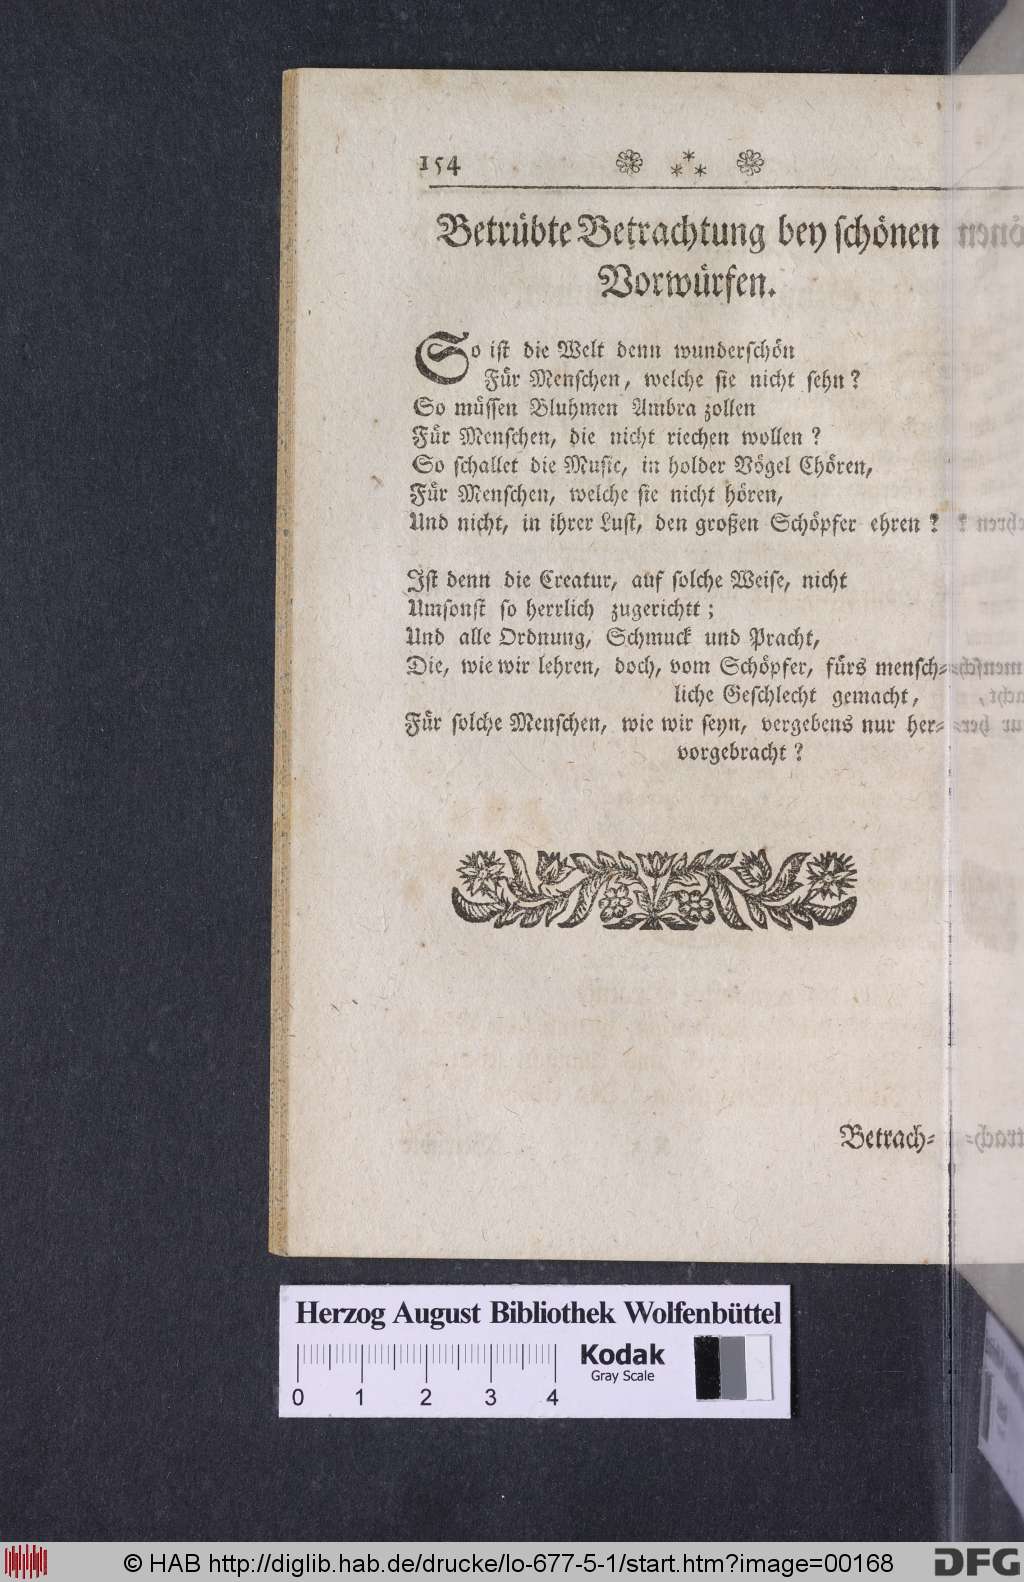 154
Betrübte Betrachtung bey schönen
Vorwürfen.
So ist die Welt denn wunderschön
Für Menschen, welche sie nicht sehn?
So müssen Bluhmen Ambra zollen
Für Menschen, die nicht riechen wollen?
So schallet die Music, in holder Vögel Chören,
Für Menschen, welche sie nicht hören,
Und nicht, in ihrer Lust, den großen Schöpfer ehren?
Ist denn die Creatur, auf solche Weise, nicht
Umsonst so herrlich zugerichtt;
Und alle Ordnung, Schmuck und Pracht,
Die, wie wir lehren, doch, vom Schöpfer, fürs mensch-
liche Geschlecht gemacht,
Für solche Menschen, wie wir seyn, vergebens nur her-
vorgebracht?
Betrach-
Herzog August Bibliothek Wolfenbüttel
Kodak
Gray Scale
0 1 2 3 4
© HAB http://diglib.hab.de/drucke/lo-677-5-1/start.htm?image=00168
DFG